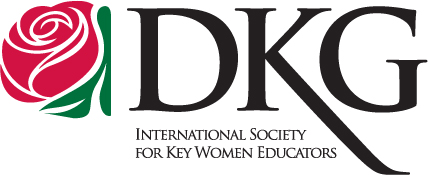 DKG
International Society
for Key Women Educators